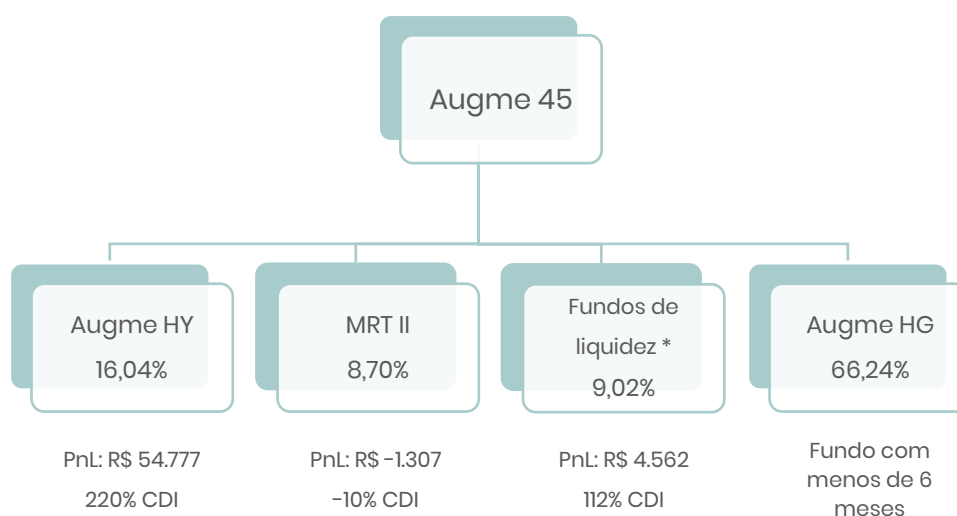 Augme 45
Augme HY
16,04%
MRT II
8,70%
Fundos de
liquidez *
9,02%
Augme HG
66,24%
PnL: R$ 54.777
220% CDI
PnL: R$ -1.307
-10% CDI
PnL: R$ 4.562
112% CDI
Fundo com
menos de 6
meses